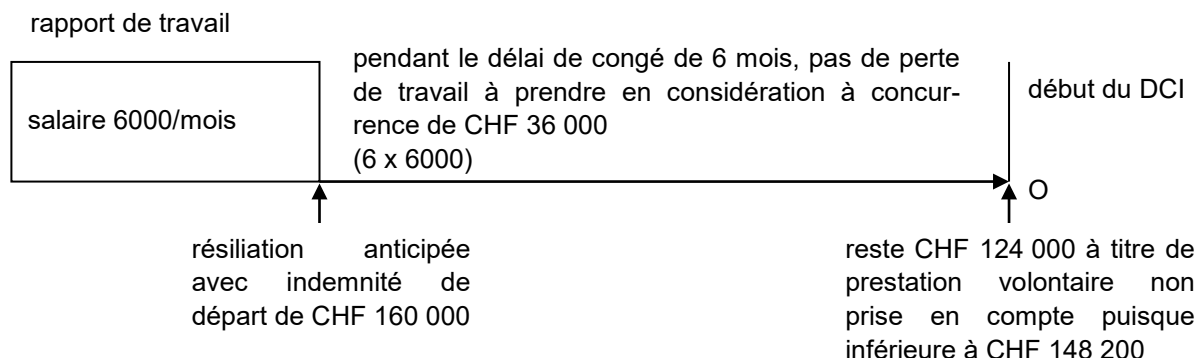 rapport de travail
salaire 6000/mois
pendant le délai de congé de 6 mois, pas de perte
de travail à prendre en considération à concur-
rence de CHF 36 000
(6 x 6000)
début du DCI
O
résiliation anticipée
avec indemnité de
départ de CHF 160 000
reste CHF 124 000 à titre de
prestation volontaire non
prise en compte puisque
inférieure à CHF 148 200